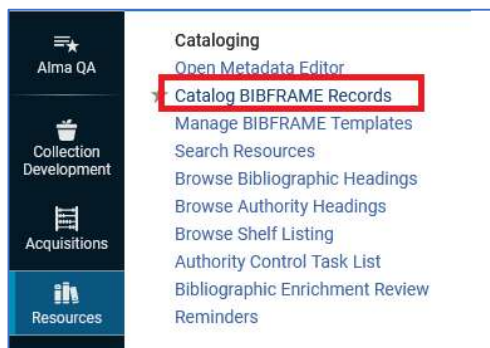 Alma QA
Collection
Development
Acquisitions
Resources
Cataloging
Open Metadata Editor
Catalog BIBFRAME Records
Manage BIBFRAME Templates
Search Resources
Browse Bibliographic Headings
Browse Authority Headings
Browse Shelf Listing
Authority Control Task List
Bibliographic Enrichment Review
Reminders